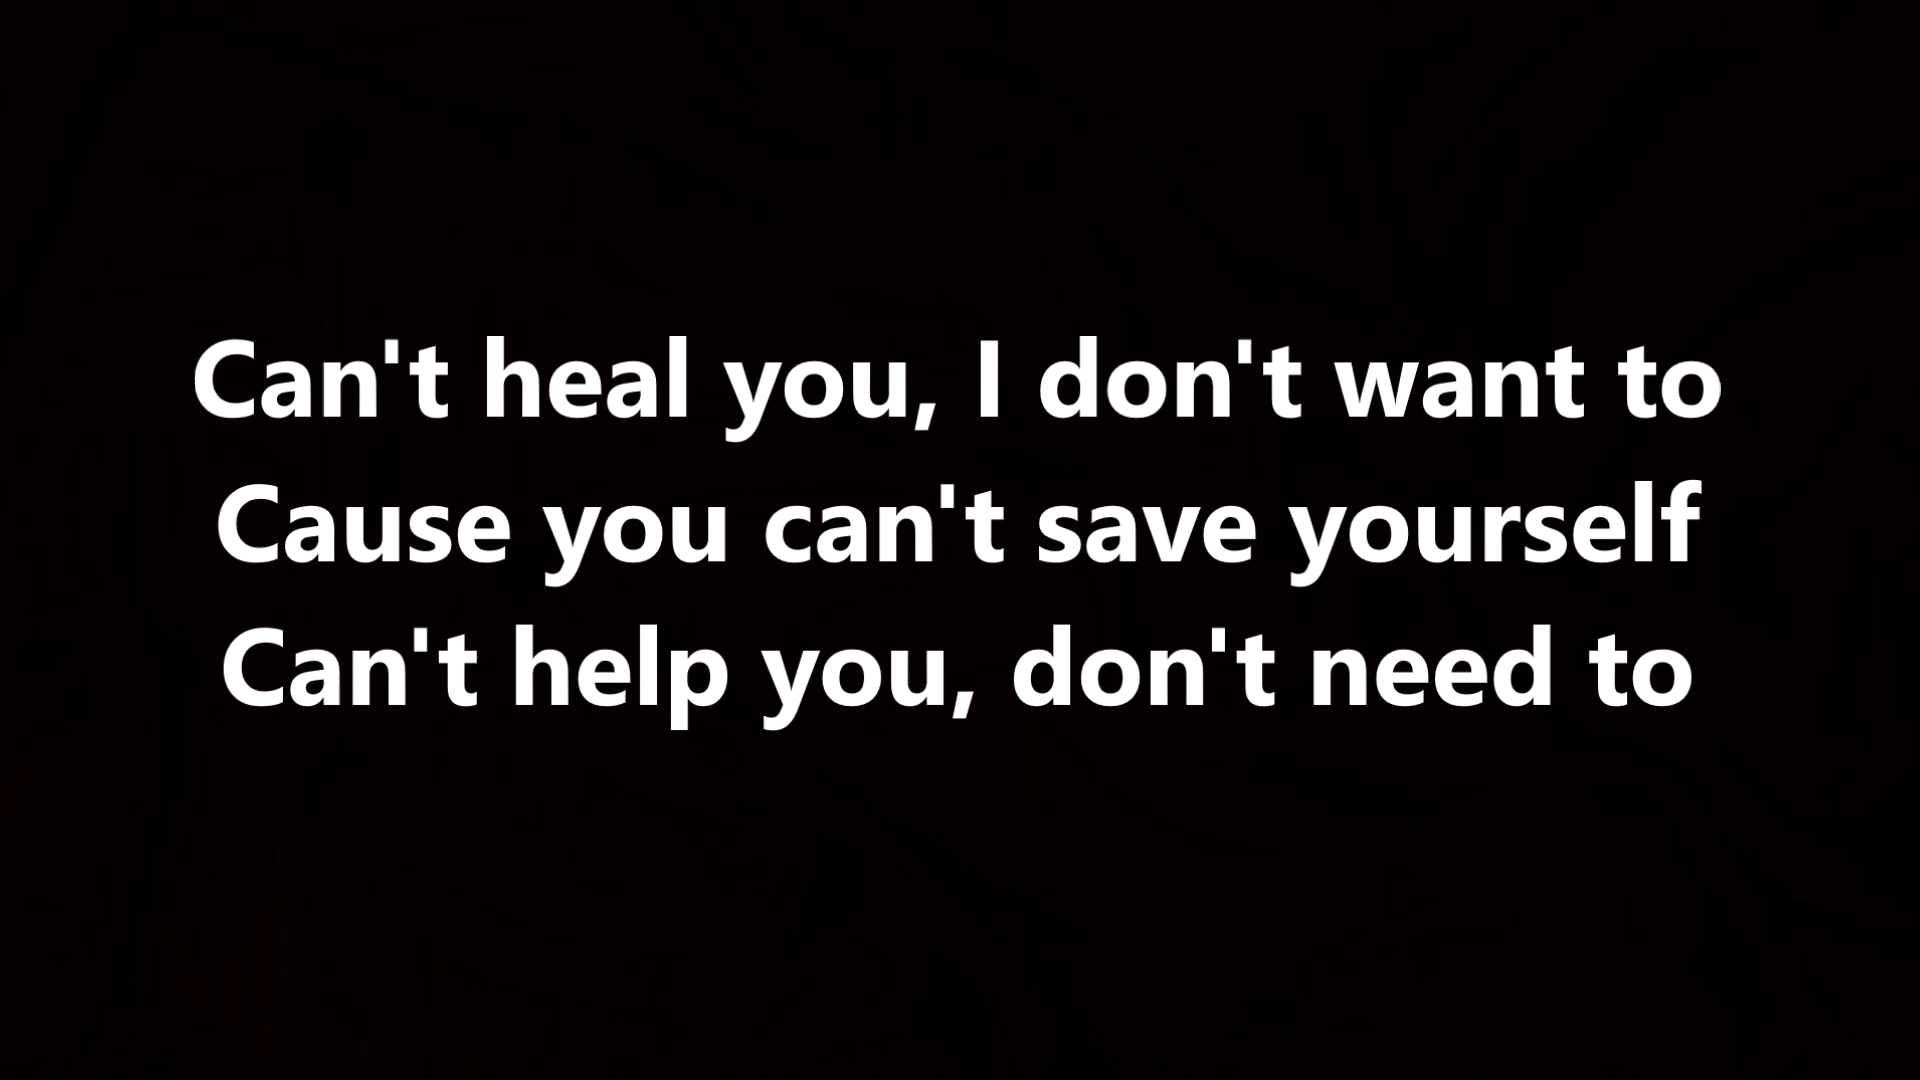 Can't heal you, I don't want to
Cause you can't save yourself
Can't help you, don't need to